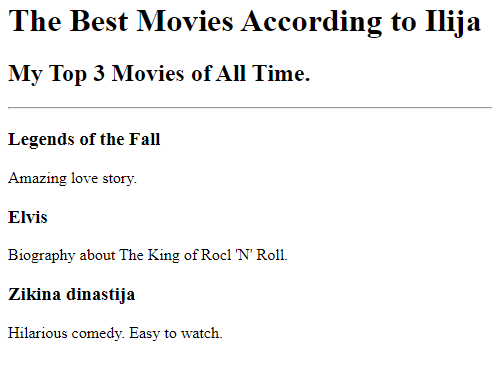 The Best Movies According to Ilija
My Top 3 Movies of All Time.
Legends of the Fall
Amazing love story.
Elvis
Biography about The King of Rocl 'N' Roll.
Zikina dinastija
Hilarious comedy. Easy to watch.